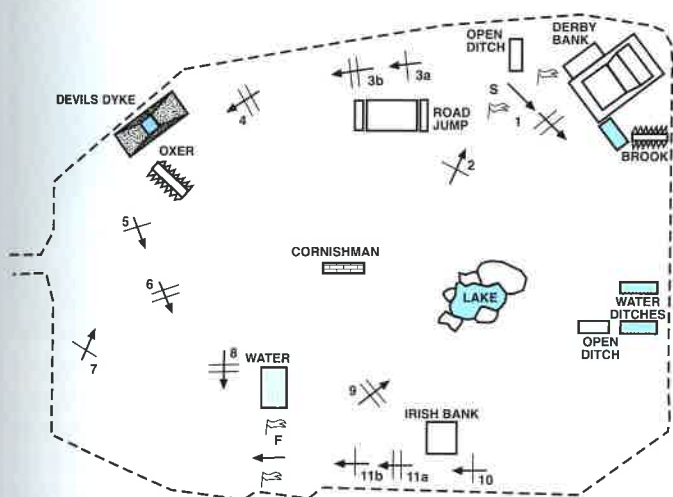 OPEN
DITCH
DERBY
BANK
3b
3a
S
DEVILS DYKE
4
ROAD
JUMP
1
OXER
2
BROOK
5
CORNISHMAN
6
LAKE
WATER
DITCHES
OPEN
DITCH
7
8
WATER
9
IRISH BANK
F
11b
11a
10